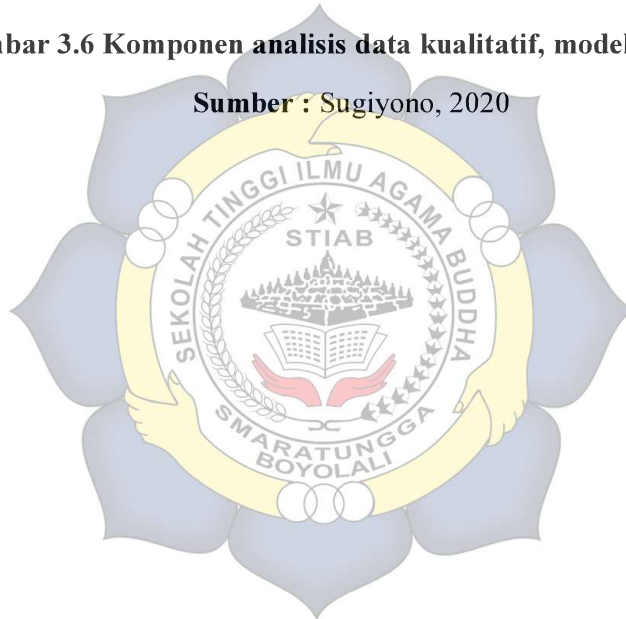 bar 3.6 Komponen analisis data kualitatif, model
Sumber : Sugiyono, 2020
SEKOLAH TINGGI ILMU AGAMA BUDDHA
STIAB
SMARATUNGGA
BOYOLALI